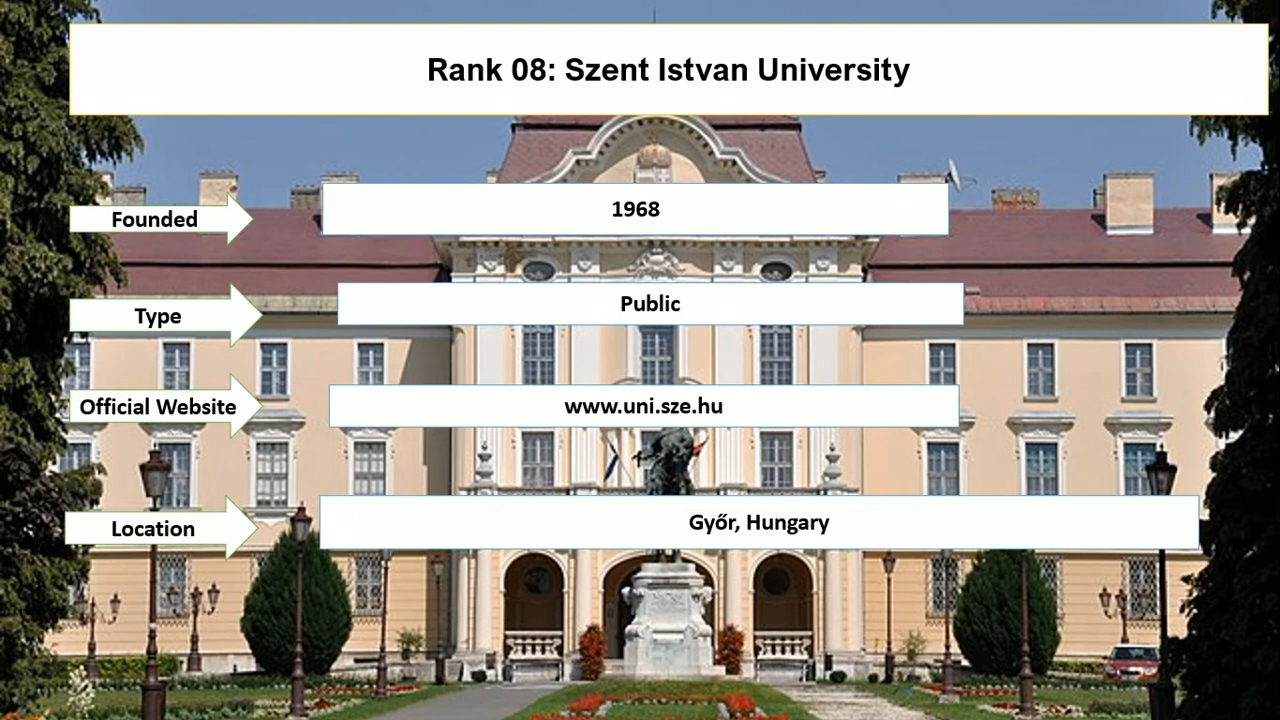 Rank 08: Szent Istvan University
Founded
1968
Type
Public
Official Website
www.uni.sze.hu
Location
Győr, Hungary